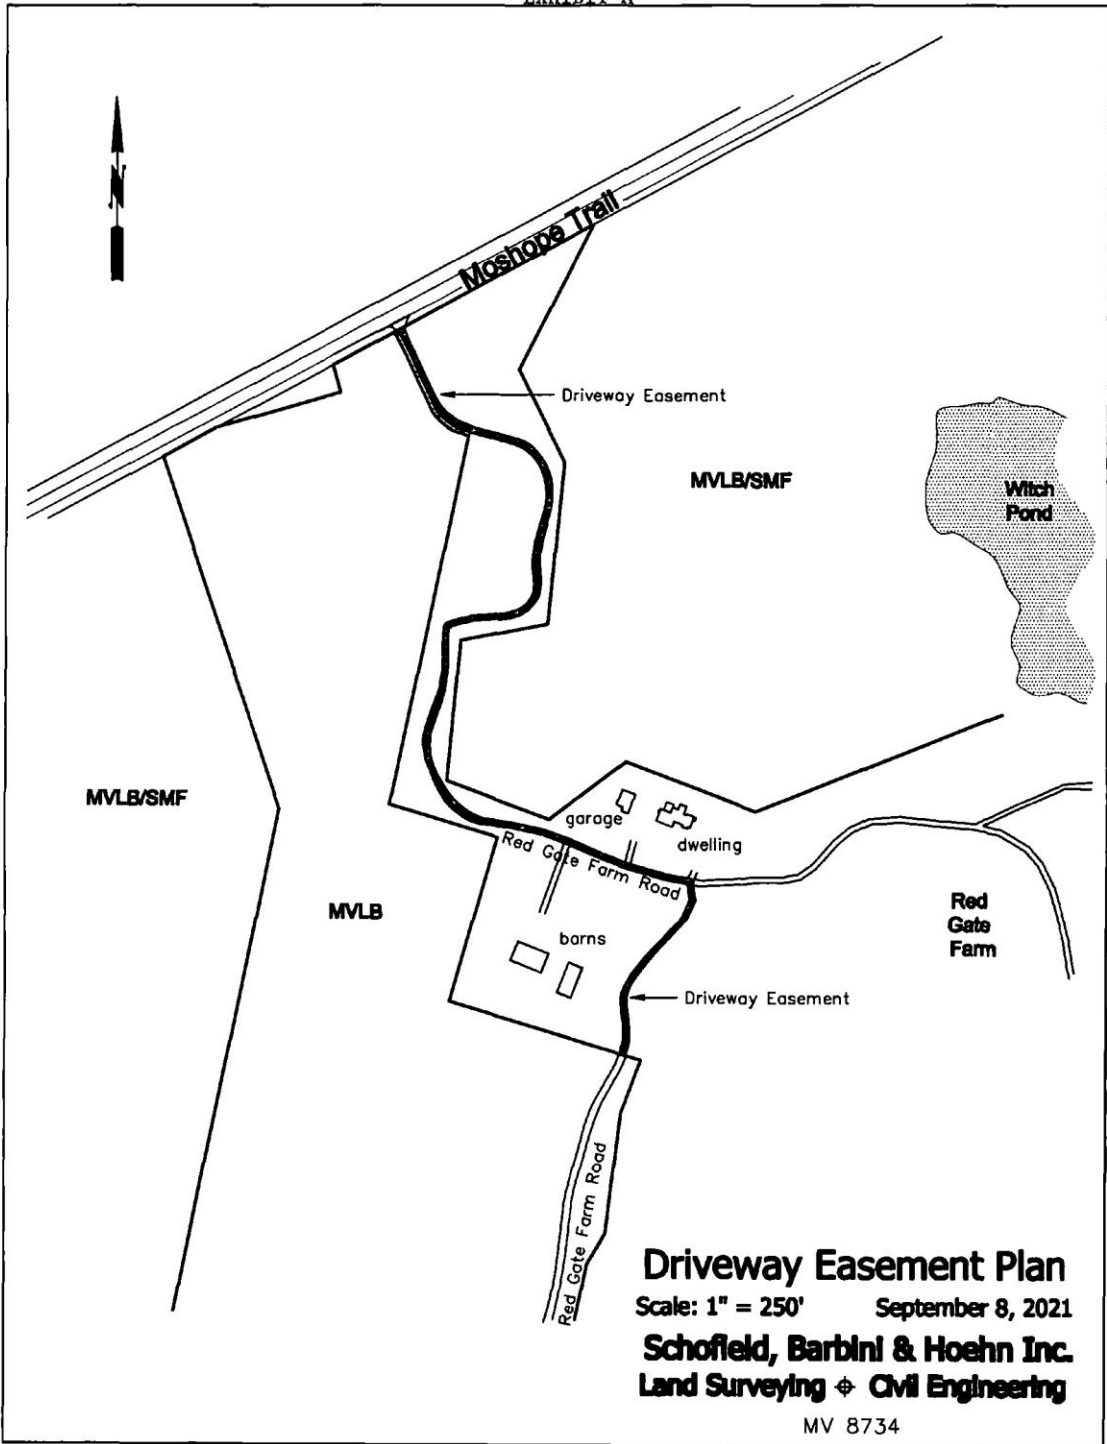 EXHIBIT A
N
Moshope Trail
Driveway Easement
MVLB/SMF
Witch
Pond
MVLB/SMF
garage
dwelling
Red Gate Farm Road
MVLB
Red
Gate
Farm
barns
Driveway Easement
Red Gate Farm Road
Driveway Easement Plan
Scale: 1" = 250' September 8, 2021
Schofield, Barbini & Hoehn Inc.
Land Surveying Civil Engineering
MV 8734